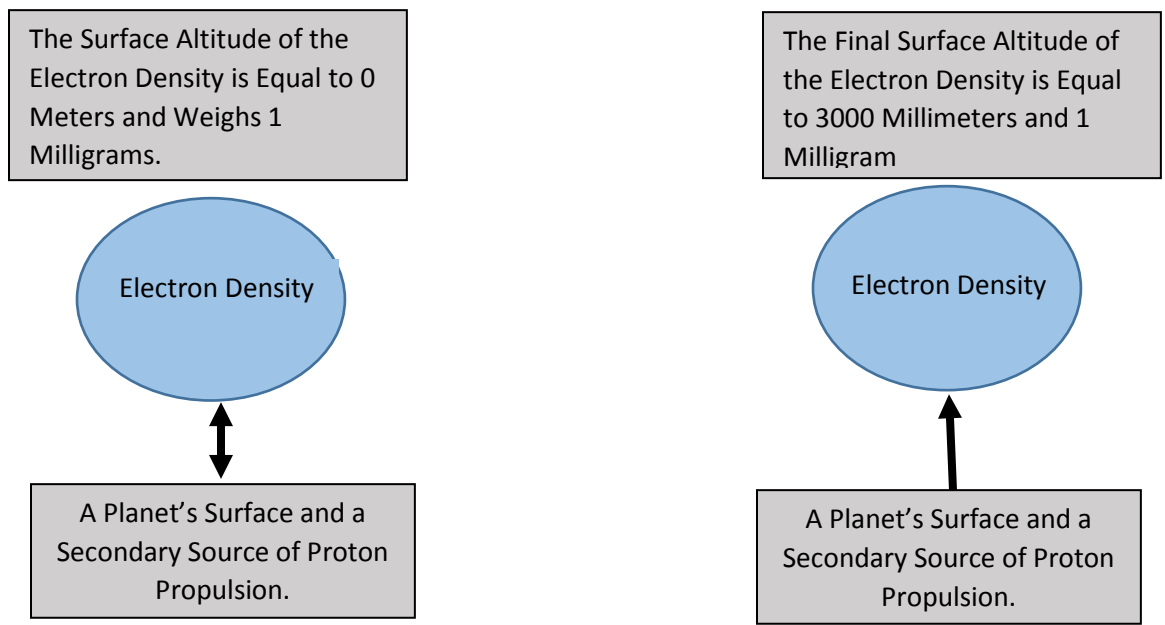 The Surface Altitude of the
Electron Density is Equal to 0
Meters and Weighs 1
Milligrams.
Electron Density
A Planet’s Surface and a
Secondary Source of Proton
Propulsion.
The Final Surface Altitude of
the Electron Density is Equal
to 3000 Millimeters and 1
Milligram
Electron Density
A Planet’s Surface and a
Secondary Source of Proton
Propulsion.